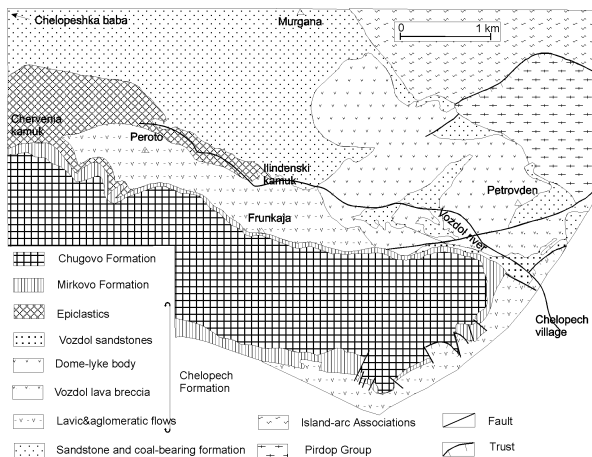 Chelopeshka baba
Murgana
0 1 km
Chervenia
kamuk
Peroto
Ilindenski
kamuk
Petrovden
Frunkaja
Vozdol river
Chelopech
village
Chugovo Formation
Mirkovo Formation
Epiclastics
Vozdol sandstones
Dome-lyke body
Vozdol lava breccia
Lavic&aglomeratic flows
Sandstone and coal-bearing formation
Chelopech
Formation
Island-arc Associations
Pirdop Group
Fault
Trust